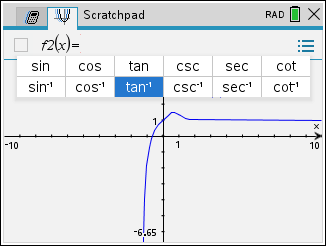 Scratchpad RAD
f2(x)=
sin cos tan csc sec cot
sin⁻¹ cos⁻¹ tan⁻¹ csc⁻¹ sec⁻¹ cot⁻¹
1 x
-10 1 10
-6.65